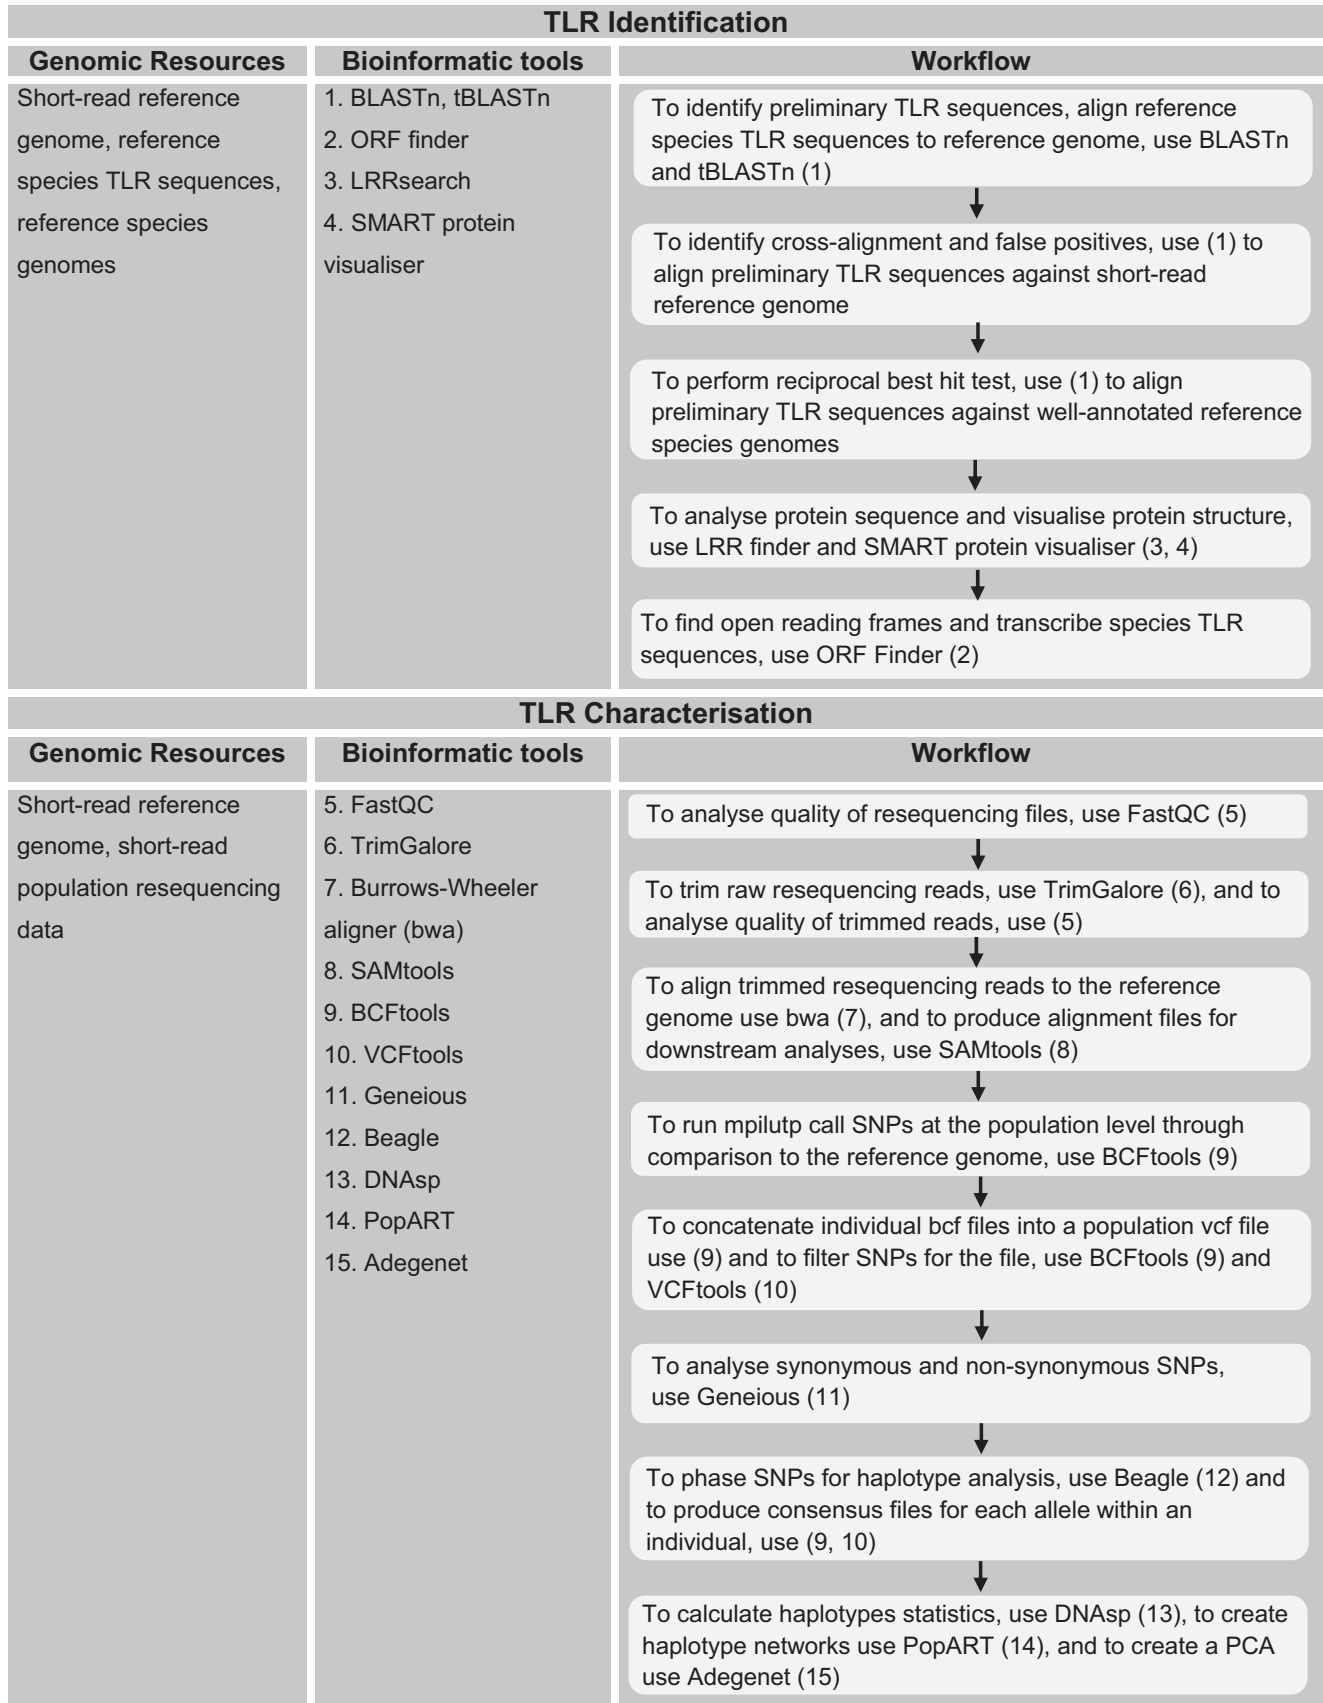 TLR Identification
Genomic Resources
Bioinformatic tools
Workflow
Short-read reference
genome, reference
species TLR sequences,
reference species
genomes
1. BLASTn, tBLASTn
2. ORF finder
3. LRRsearch
4. SMART protein
visualiser
To identify preliminary TLR sequences, align reference
species TLR sequences to reference genome, use BLASTn
and tBLASTn (1)
To identify cross-alignment and false positives, use (1) to
align preliminary TLR sequences against short-read
reference genome
To perform reciprocal best hit test, use (1) to align
preliminary TLR sequences against well-annotated reference
species genomes
To analyse protein sequence and visualise protein structure,
use LRR finder and SMART protein visualiser (3, 4)
To find open reading frames and transcribe species TLR
sequences, use ORF Finder (2)
TLR Characterisation
Genomic Resources
Bioinformatic tools
Workflow
Short-read reference
genome, short-read
population resequencing
data
5. FastQC
6. TrimGalore
7. Burrows-Wheeler
aligner (bwa)
8. SAMtools
9. BCFtools
10. VCFtools
11. Geneious
12. Beagle
13. DNAsp
14. PopART
15. Adegenet
To analyse quality of resequencing files, use FastQC (5)
To trim raw resequencing reads, use TrimGalore (6), and to
analyse quality of trimmed reads, use (5)
To align trimmed resequencing reads to the reference
genome use bwa (7), and to produce alignment files for
downstream analyses, use SAMtools (8)
To run mpilutp call SNPs at the population level through
comparison to the reference genome, use BCFtools (9)
To concatenate individual bcf files into a population vcf file
use (9) and to filter SNPs for the file, use BCFtools (9) and
VCFtools (10)
To analyse synonymous and non-synonymous SNPs,
use Geneious (11)
To phase SNPs for haplotype analysis, use Beagle (12) and
to produce consensus files for each allele within an
individual, use (9, 10)
To calculate haplotypes statistics, use DNAsp (13), to create
haplotype networks use PopART (14), and to create a PCA
use Adegenet (15)